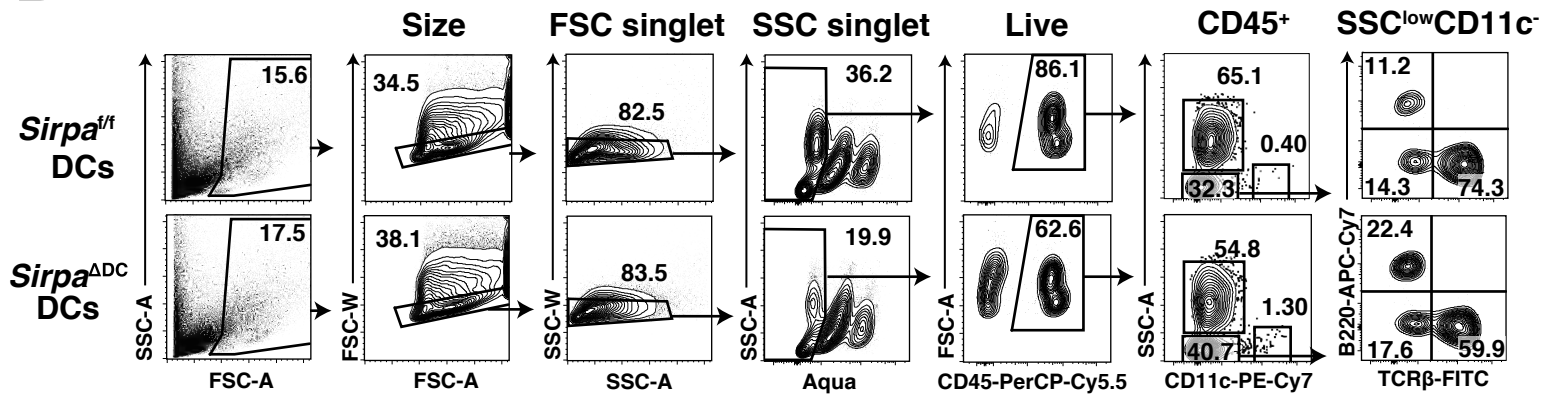 Size FSC singlet SSC singlet Live CD45⁺ SSCˡᵒʷCD11c⁻
Sirpaᶠ/ᶠ
DCs
15.6 34.5 82.5 36.2 86.1 65.1 0.40 32.3 11.2 14.3 74.3
Sirpa^ΔDC
DCs
17.5 38.1 83.5 19.9 62.6 54.8 1.30 40.7 22.4 17.6 59.9
SSC-A FSC-W SSC-W SSC-A FSC-A SSC-A B220-APC-Cy7
FSC-A FSC-A SSC-A Aqua CD45-PerCP-Cy5.5 CD11c-PE-Cy7 TCRβ-FITC